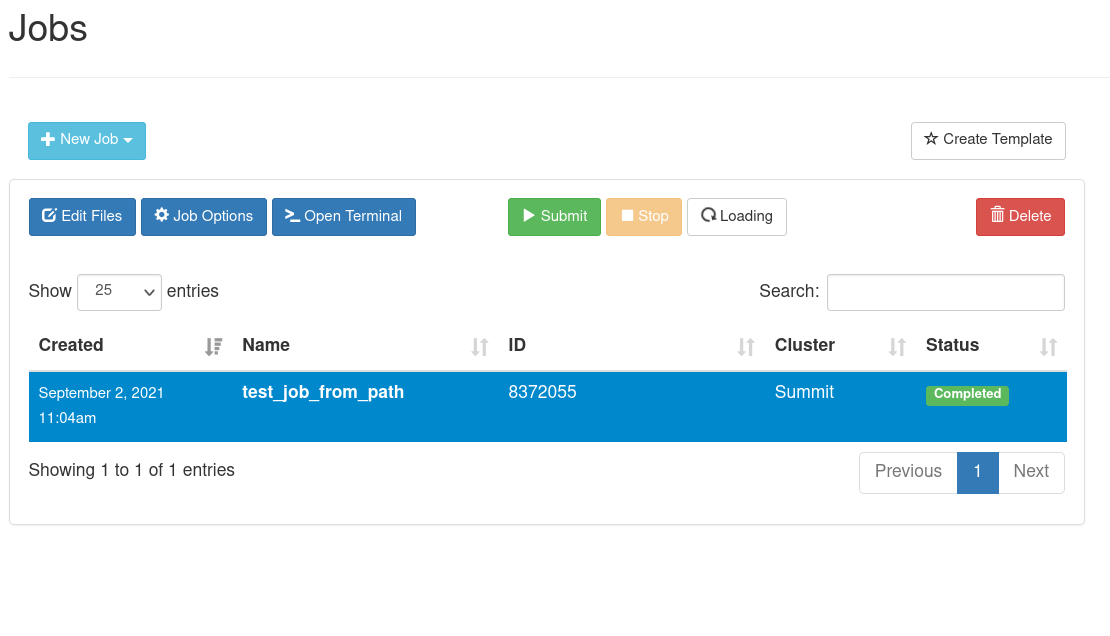 Jobs
New Job
Create Template
Edit Files Job Options Open Terminal Submit Stop Loading Delete
Show 25 entries Search:
Created Name ID Cluster Status
September 2, 2021 test_job_from_path 8372055 Summit Completed
11:04am
Showing 1 to 1 of 1 entries Previous 1 Next